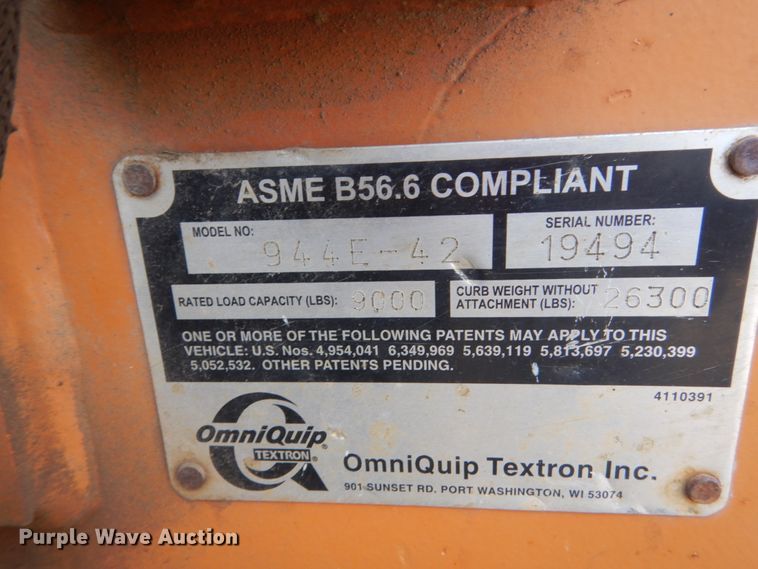 ASME B56.6 COMPLIANT
MODEL NO: 944E-42
SERIAL NUMBER:
19494
RATED LOAD CAPACITY (LBS): 9000
CURB WEIGHT WITHOUT
ATTACHMENT (LBS): 26300
ONE OR MORE OF THE FOLLOWING PATENTS MAY APPLY TO THIS
VEHICLE: U.S. Nos. 4,954,041 6,349,969 5,639,119 5,813,697 5,230,399
5,052,532. OTHER PATENTS PENDING.
4110391
OmniQuip®
TEXTRON®
OmniQuip Textron Inc.
901 SUNSET RD. PORT WASHINGTON, WI 53074
Purple Wave Auction®